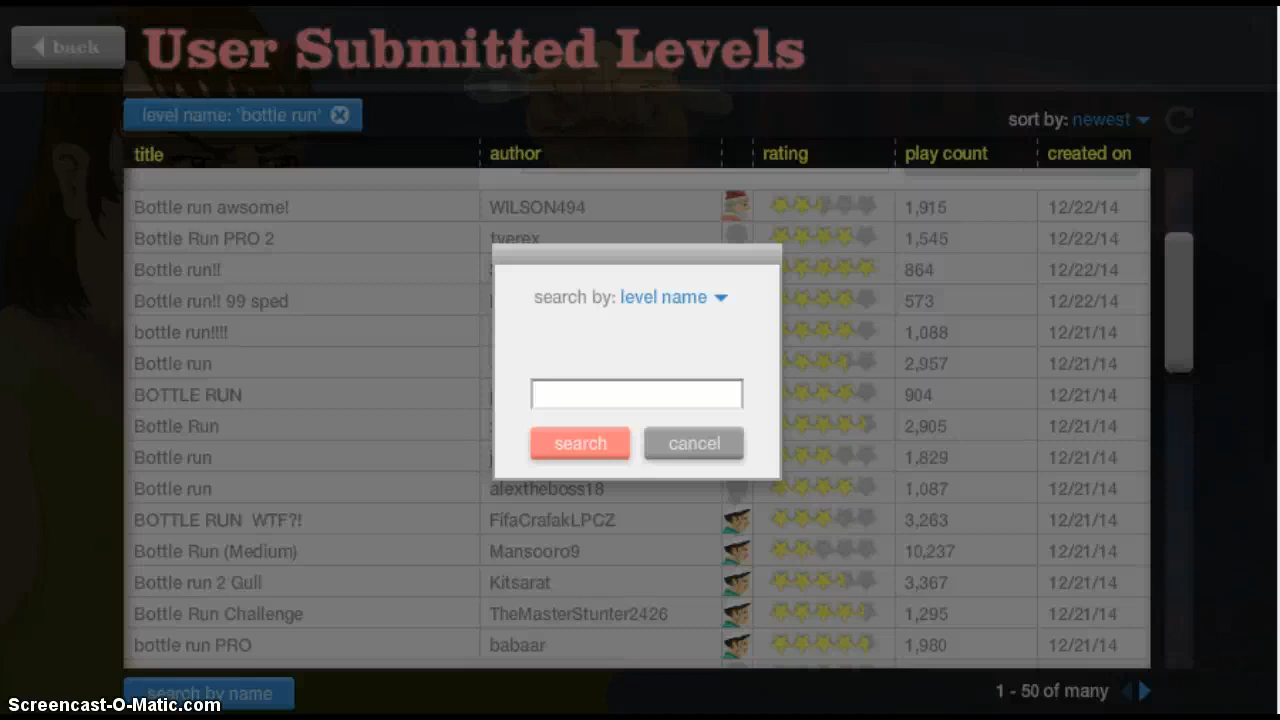 back
User Submitted Levels
level name: 'bottle run'
sort by: newest
title author rating play count created on
Bottle run awsome! WILSON494 1,915 12/22/14
Bottle Run PRO 2 tyerex 1,545 12/22/14
Bottle run!! 864 12/22/14
Bottle run!! 99 sped 573 12/22/14
bottle run!!!! 1,088 12/21/14
Bottle run 2,957 12/21/14
BOTTLE RUN 904 12/21/14
Bottle Run 2,905 12/21/14
Bottle run 1,829 12/21/14
Bottle run alextheboss18 1,087 12/21/14
BOTTLE RUN WTF?! FifaCrafakLPCZ 3,263 12/21/14
Bottle Run (Medium) Mansooro9 10,237 12/21/14
Bottle run 2 Gull Kitsarat 3,367 12/21/14
Bottle Run Challenge TheMasterStunter2426 1,295 12/21/14
bottle run PRO babaar 1,980 12/21/14
search by: level name
search cancel
search by name
1 - 50 of many
Screencast-O-Matic.com